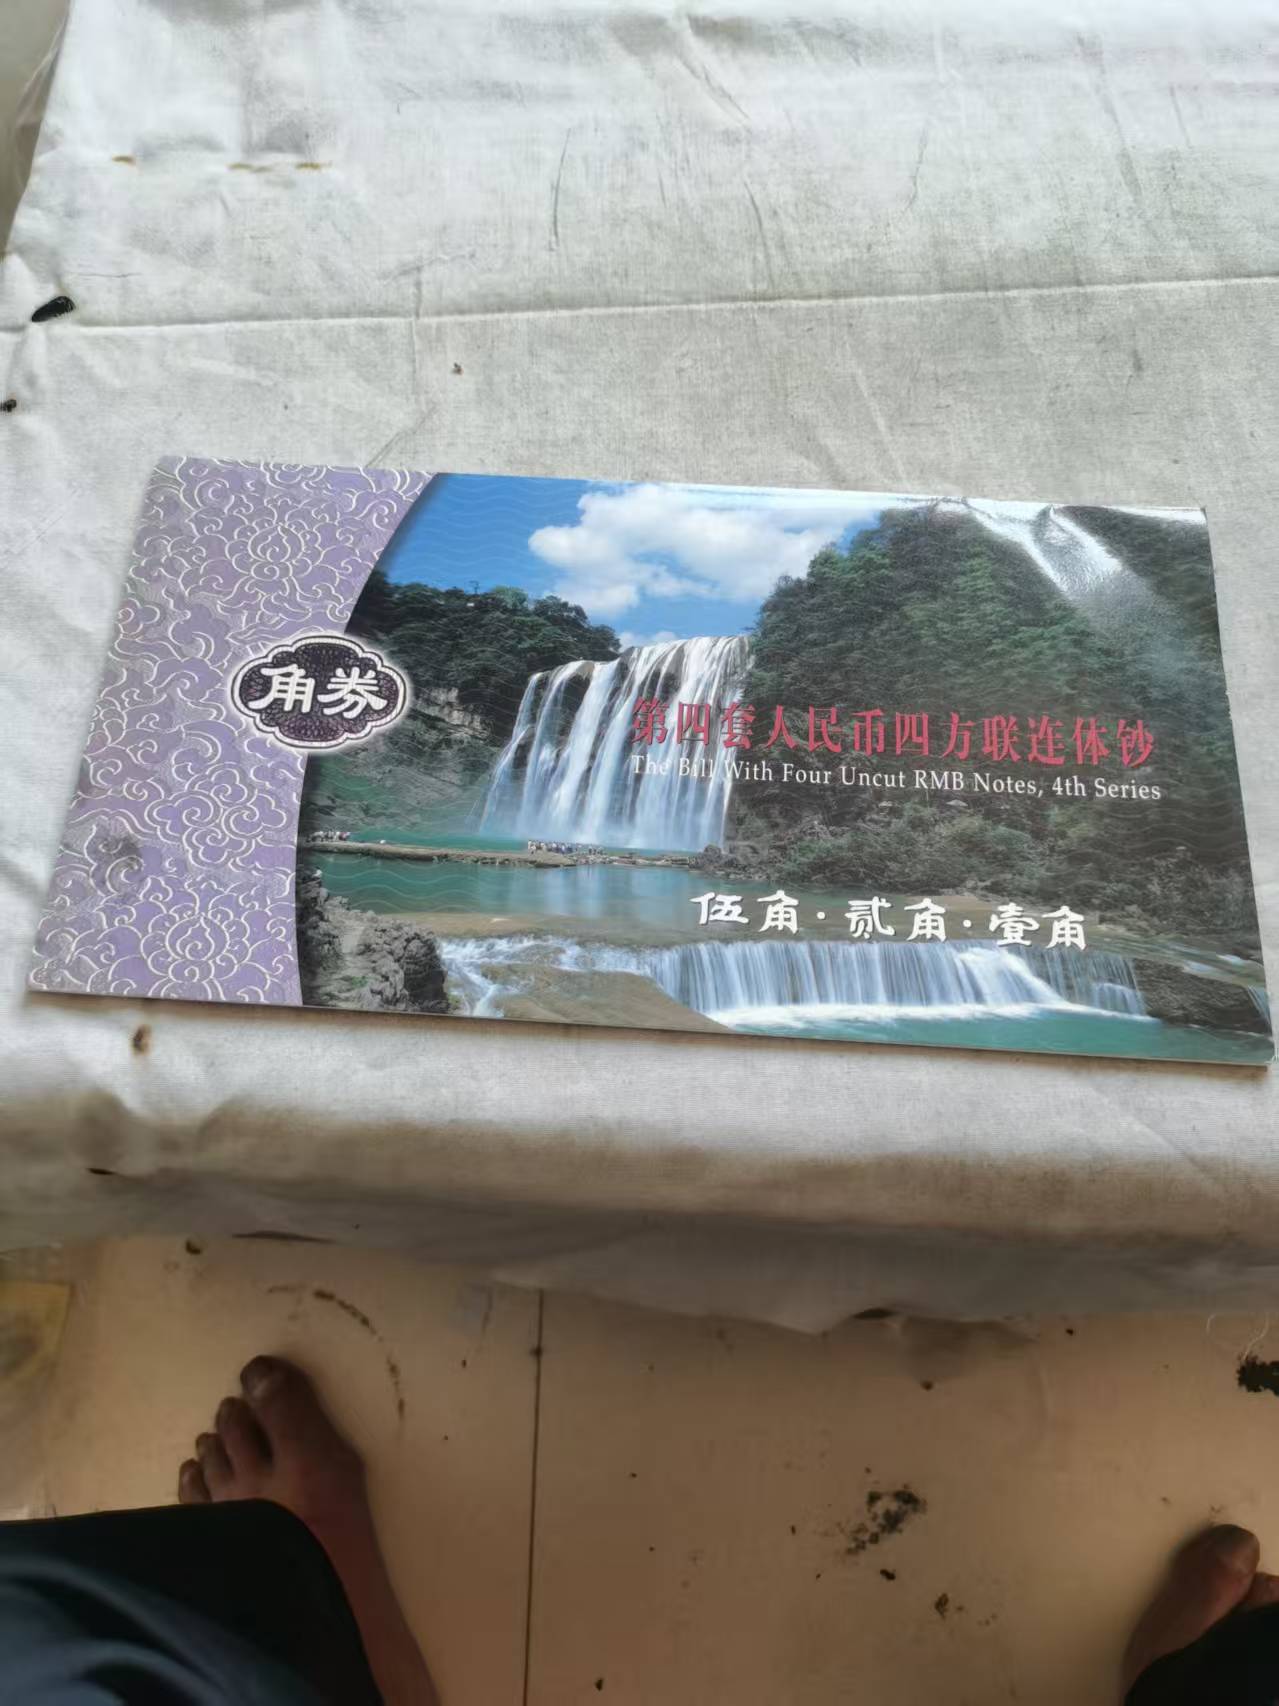 角券
第四套人民币四方联连体钞
The Bill With Four Uncut RMB Notes, 4th Series
伍角·贰角·壹角